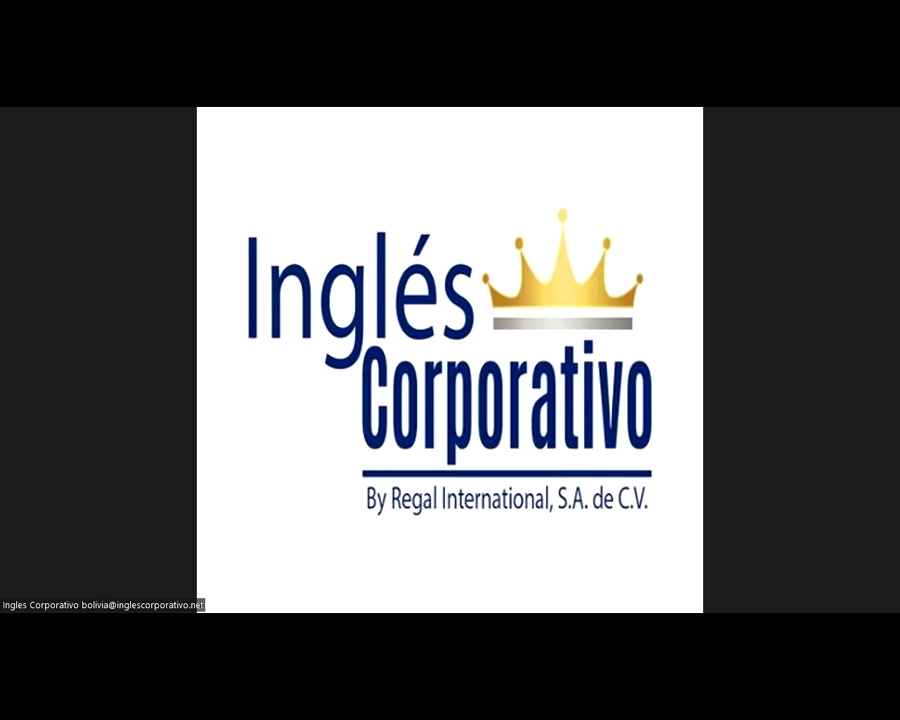 Inglés
Corporativo
By Regal International, S.A. de C.V.
Ingles Corporativo bolivia@inglescorporativo.net